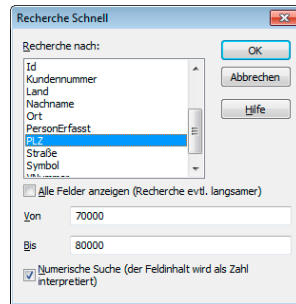 Recherche Schnell
Recherche nach:
OK
Id
Kundennummer
Abbrechen
Land
Nachname
Ort
Hilfe
PersonErfasst
PLZ
Straße
Symbol
VNummer
Alle Felder anzeigen (Recherche evtl. langsamer)
Von 70000
Bis 80000
Numerische Suche (der Feldinhalt wird als Zahl
interpretiert)